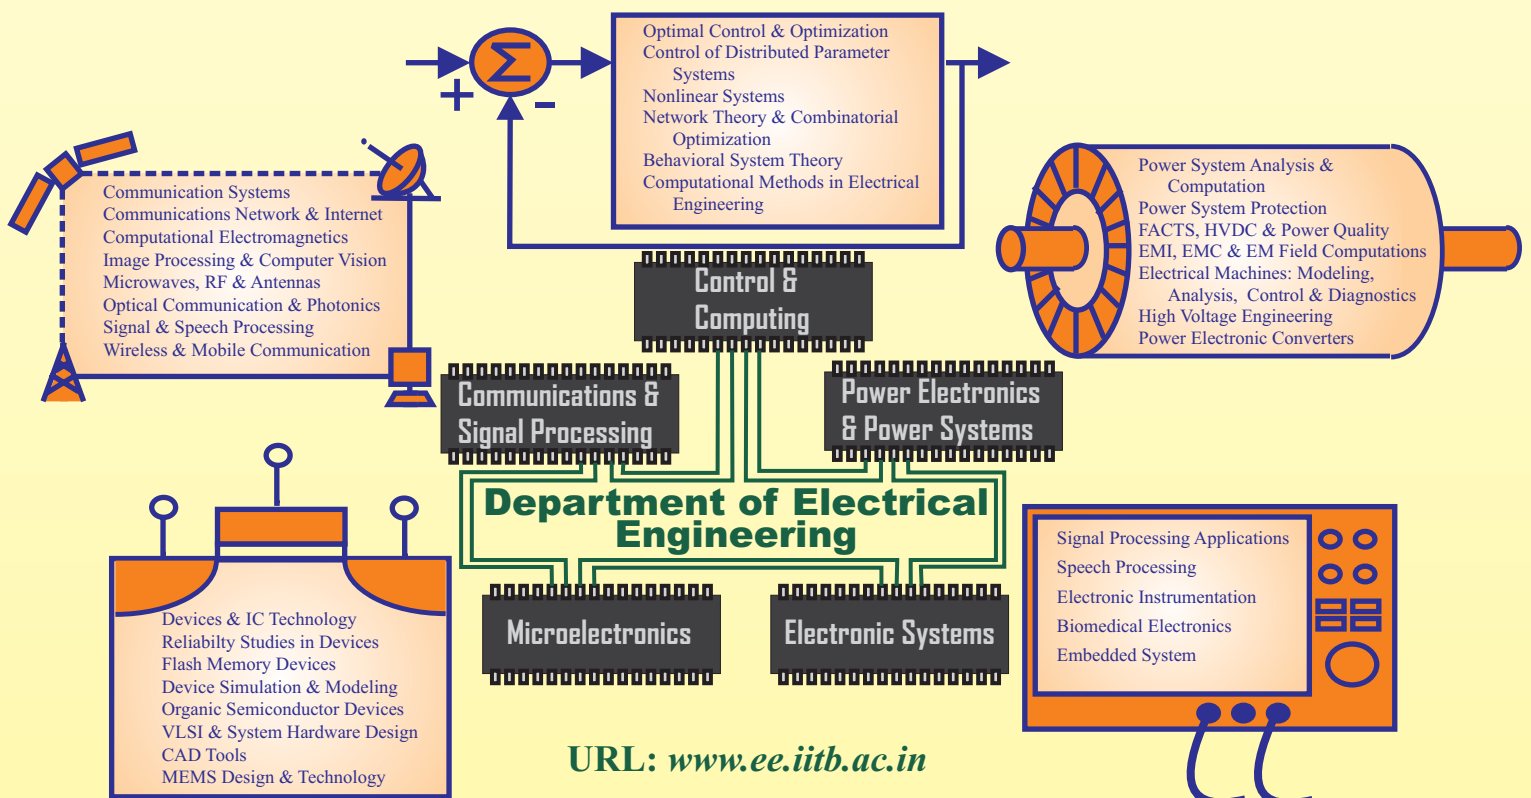 Optimal Control & Optimization
Control of Distributed Parameter
Systems
Nonlinear Systems
Network Theory & Combinatorial
Optimization
Behavioral System Theory
Computational Methods in Electrical
Engineering
Σ
+
-
Communication Systems
Communications Network & Internet
Computational Electromagnetics
Image Processing & Computer Vision
Microwaves, RF & Antennas
Optical Communication & Photonics
Signal & Speech Processing
Wireless & Mobile Communication
Power System Analysis &
Computation
Power System Protection
FACTS, HVDC & Power Quality
EMI, EMC & EM Field Computations
Electrical Machines: Modeling,
Analysis, Control & Diagnostics
High Voltage Engineering
Power Electronic Converters
Control &
Computing
Communications &
Signal Processing
Power Electronics
& Power Systems
Department of Electrical
Engineering
Microelectronics
Electronic Systems
Devices & IC Technology
Reliabilty Studies in Devices
Flash Memory Devices
Device Simulation & Modeling
Organic Semiconductor Devices
VLSI & System Hardware Design
CAD Tools
MEMS Design & Technology
Signal Processing Applications
Speech Processing
Electronic Instrumentation
Biomedical Electronics
Embedded System
URL: www.ee.iitb.ac.in